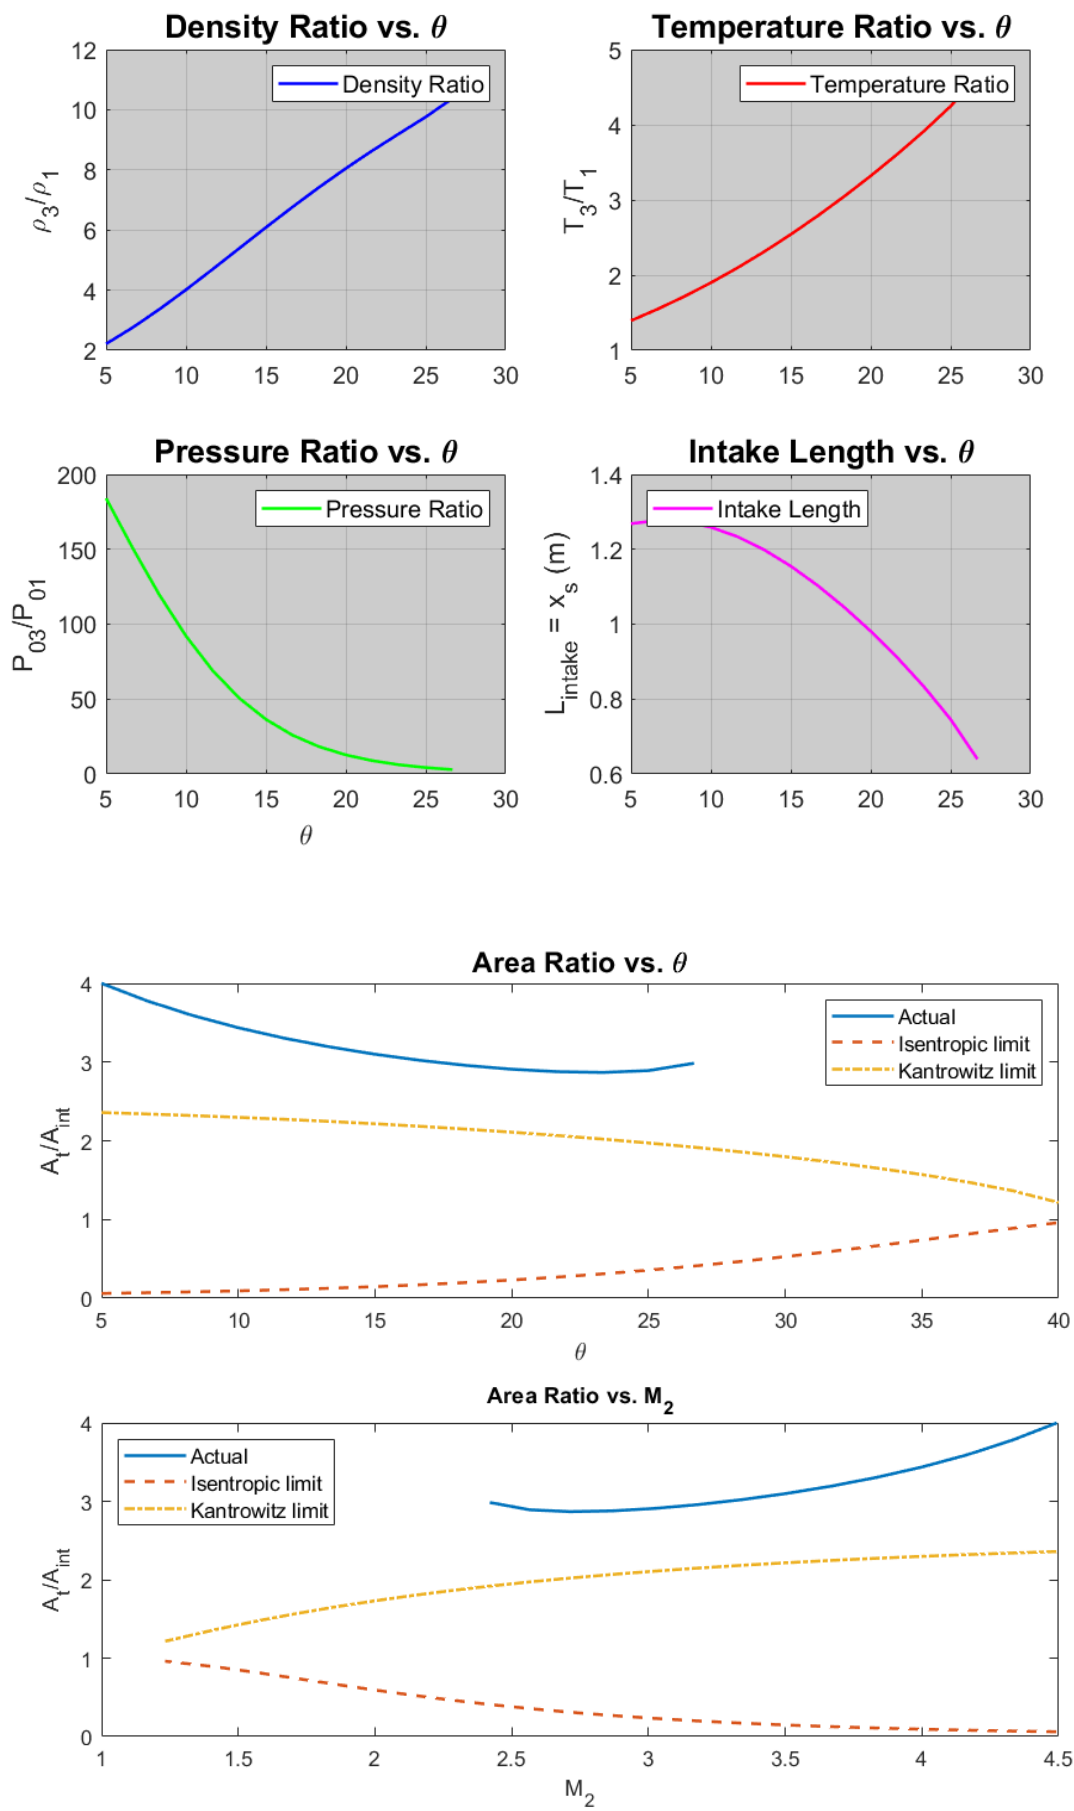 Density Ratio vs. θ
12
10
8
6
4
2
ρ3/ρ1
Density Ratio
5 10 15 20 25 30
Temperature Ratio vs. θ
5
4
3
2
1
T3/T1
Temperature Ratio
5 10 15 20 25 30
Pressure Ratio vs. θ
200
150
100
50
0
P03/P01
Pressure Ratio
5 10 15 20 25 30
θ
Intake Length vs. θ
1.4
1.2
1
0.8
0.6
Lintake = xs (m)
Intake Length
5 10 15 20 25 30
Area Ratio vs. θ
4
3
2
1
0
At/Aint
Actual
Isentropic limit
Kantrowitz limit
5 10 15 20 25 30 35 40
θ
Area Ratio vs. M2
4
3
2
1
0
At/Aint
Actual
Isentropic limit
Kantrowitz limit
1 1.5 2 2.5 3 3.5 4 4.5
M2